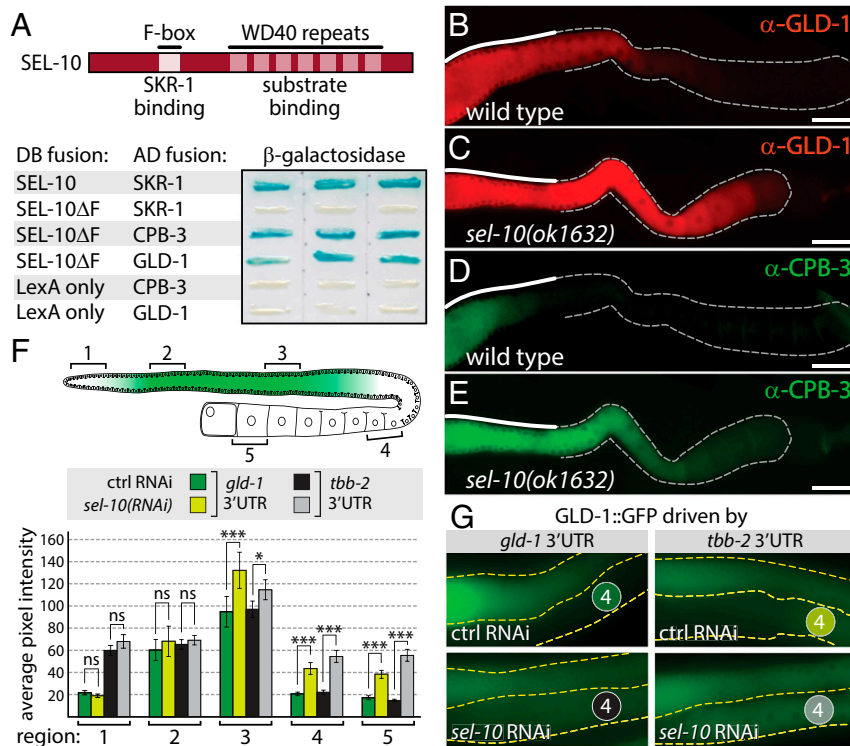 A
F-box
WD40 repeats
SEL-10
SKR-1
binding
substrate
binding
DB fusion: AD fusion: β-galactosidase
SEL-10 SKR-1
SEL-10ΔF SKR-1
SEL-10ΔF CPB-3
SEL-10ΔF GLD-1
LexA only CPB-3
LexA only GLD-1
B
α-GLD-1
wild type
C
α-GLD-1
sel-10(ok1632)
D
α-CPB-3
wild type
E
α-CPB-3
sel-10(ok1632)
F
1 2 3
5 4
ctrl RNAi gld-1 tbb-2
sel-10(RNAi) 3'UTR 3'UTR
average pixel intensity
160
140
120
100
80
60
40
20
ns ns ns ns *** * *** *** *** ***
region: 1 2 3 4 5
G
GLD-1::GFP driven by
gld-1 3'UTR tbb-2 3'UTR
4
ctrl RNAi
4
ctrl RNAi
4
sel-10 RNAi
4
sel-10 RNAi